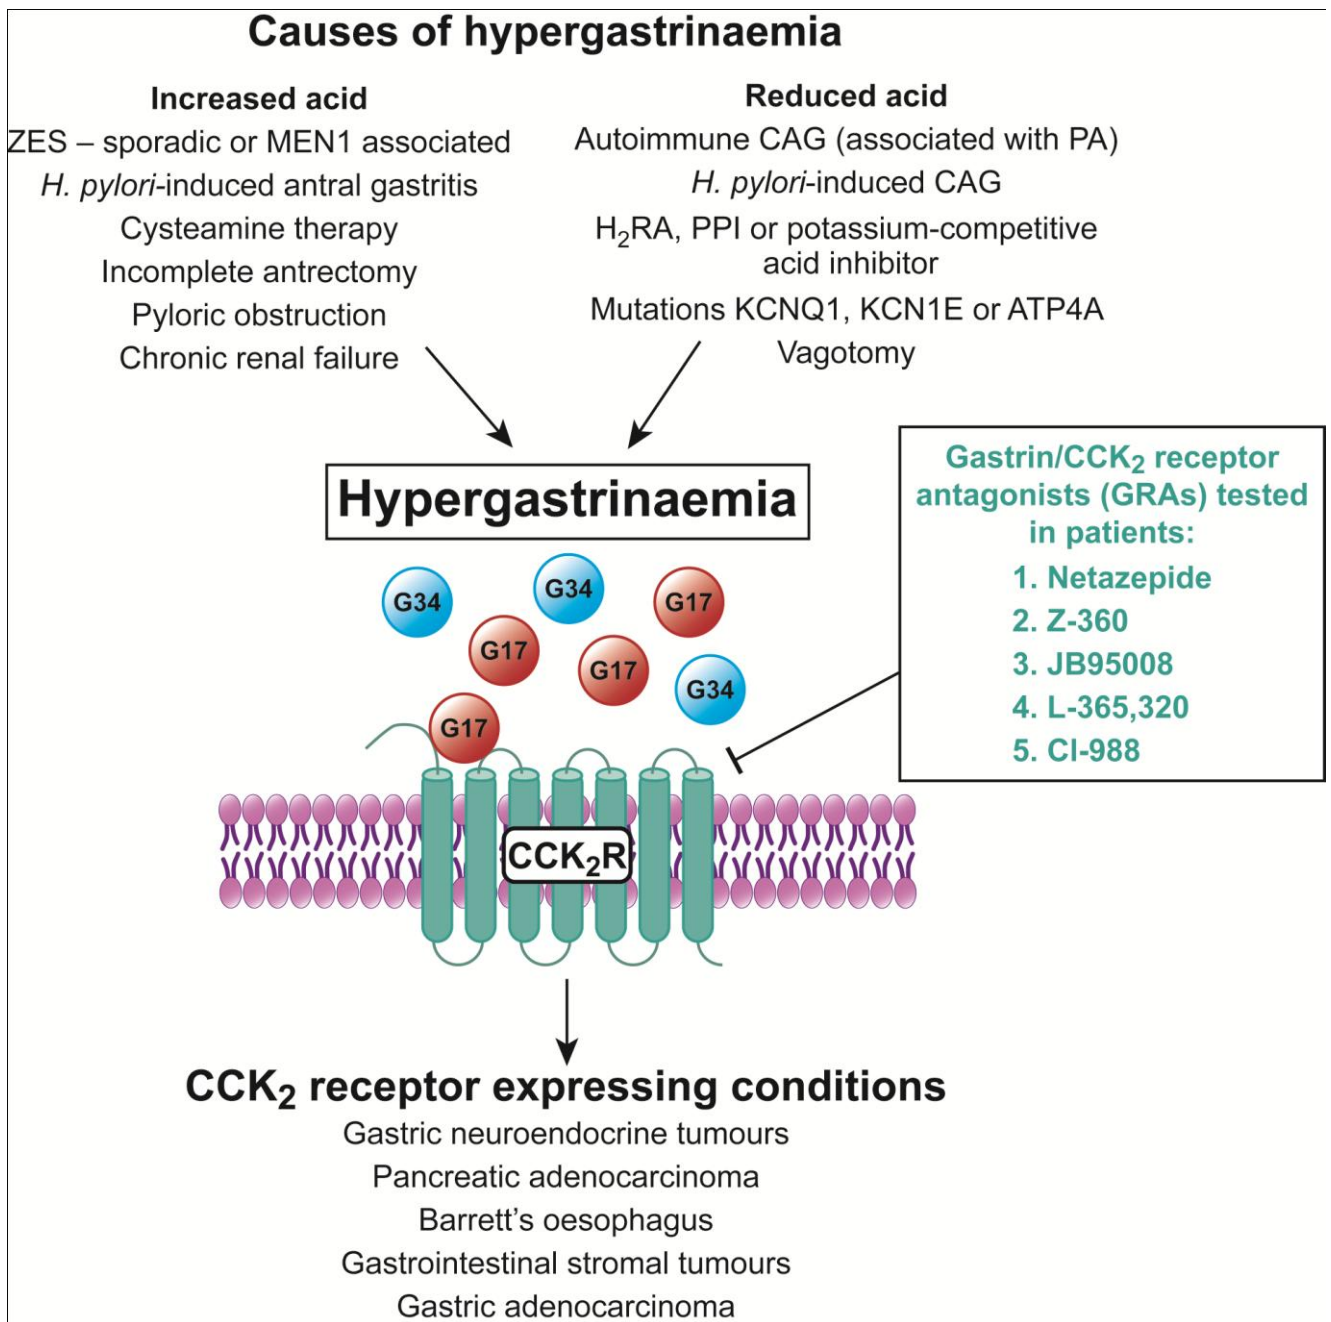 Causes of hypergastrinaemia
Increased acid
ZES – sporadic or MEN1 associated
H. pylori-induced antral gastritis
Cysteamine therapy
Incomplete antrectomy
Pyloric obstruction
Chronic renal failure
Reduced acid
Autoimmune CAG (associated with PA)
H. pylori-induced CAG
H₂RA, PPI or potassium-competitive
acid inhibitor
Mutations KCNQ1, KCN1E or ATP4A
Vagotomy
Hypergastrinaemia
G34
G34
G17
G17
G17
G34
G17
Gastrin/CCK₂ receptor
antagonists (GRAs) tested
in patients:
1. Netazepide
2. Z-360
3. JB95008
4. L-365,320
5. CI-988
CCK₂R
CCK₂ receptor expressing conditions
Gastric neuroendocrine tumours
Pancreatic adenocarcinoma
Barrett’s oesophagus
Gastrointestinal stromal tumours
Gastric adenocarcinoma